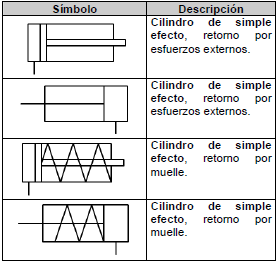 Símbolo Descripción
Cilindro de simple
efecto, retorno por
esfuerzos externos.
Cilindro de simple
efecto, retorno por
esfuerzos externos.
Cilindro de simple
efecto, retorno por
muelle.
Cilindro de simple
efecto, retorno por
muelle.